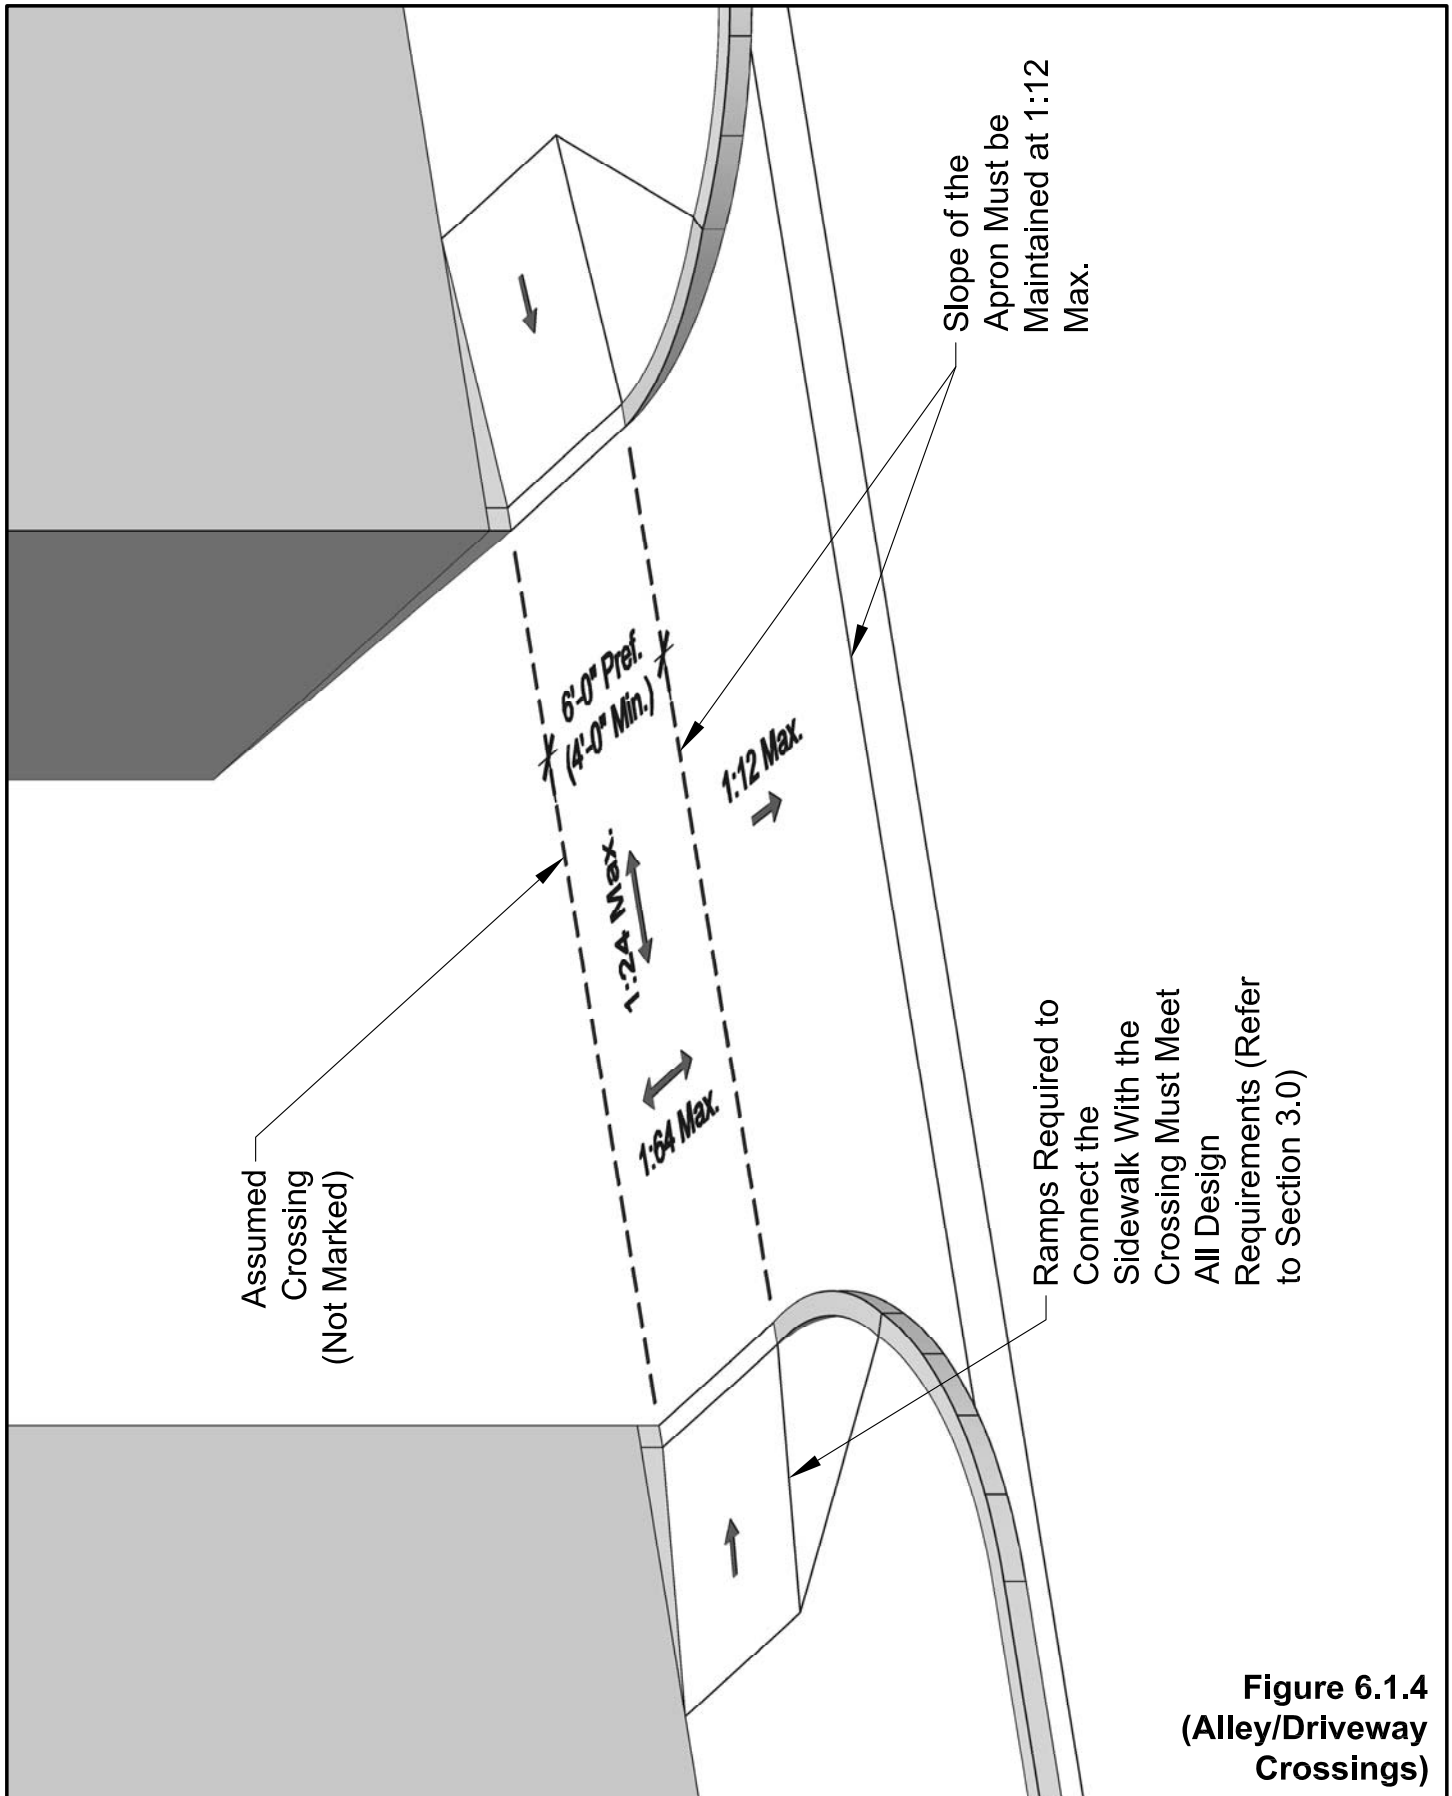 Assumed
Crossing
(Not Marked)
6'-0" Pref.
(4'-0" Min.)
1:24 Max.
1:64 Max.
1:12 Max.
Slope of the
Apron Must be
Maintained at 1:12
Max.
Ramps Required to
Connect the
Sidewalk With the
Crossing Must Meet
All Design
Requirements (Refer
to Section 3.0)
Figure 6.1.4
(Alley/Driveway
Crossings)